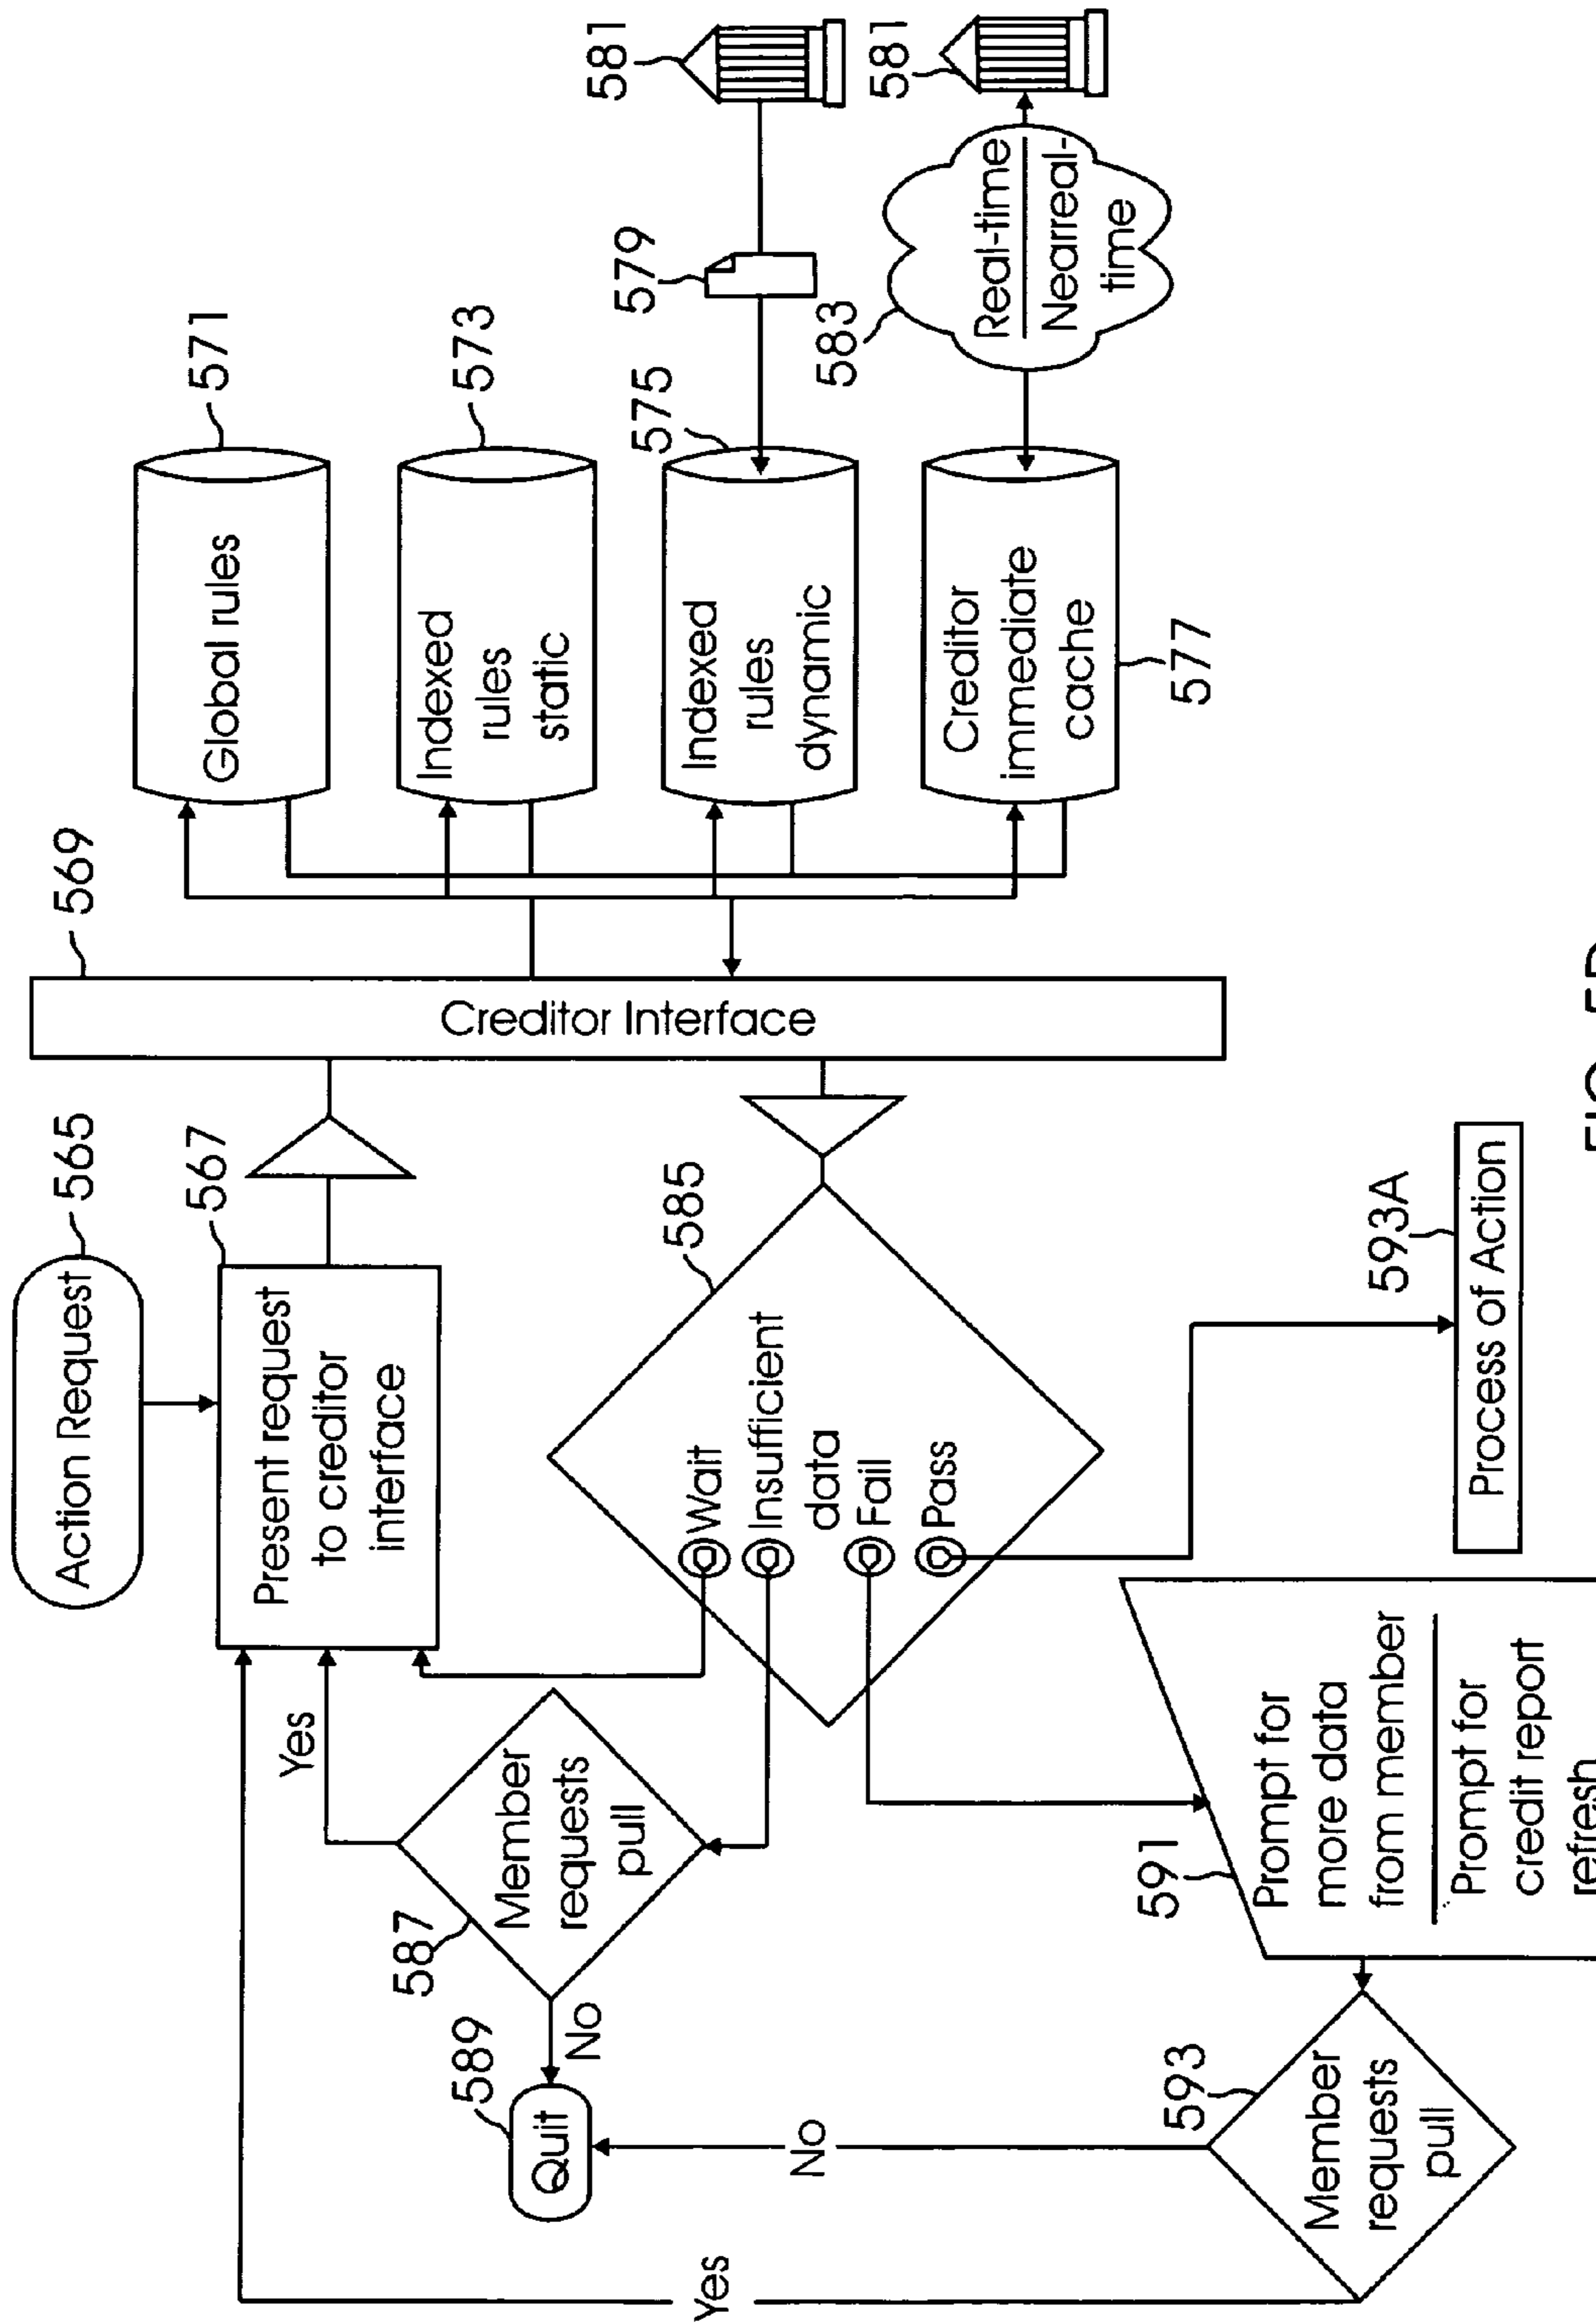 565
Action Request
567
Present request
to creditor
interface
569
Creditor Interface
571
Global rules
573
Indexed
rules
static
575
Indexed
rules
dynamic
577
Creditor
immediate
cache
579
581
581
583
Real-time
Nearreal-
time
585
Wait
Insufficient
data
Fail
Pass
587
Member
requests
pull
Yes
No
589
Quit
591
Prompt for
more data
from member
Prompt for
credit report
refresh
593
Member
requests
pull
No
Yes
593A
Process of Action